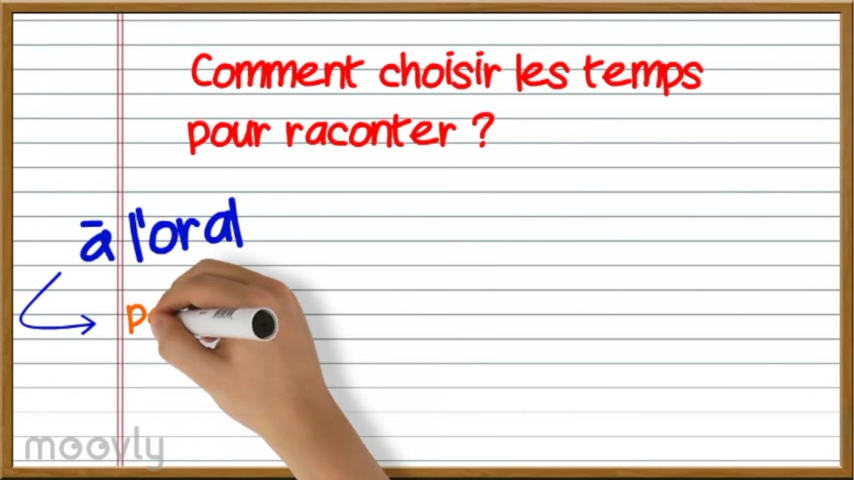 Comment choisir les temps
pour raconter ?
à l'oral
moovly